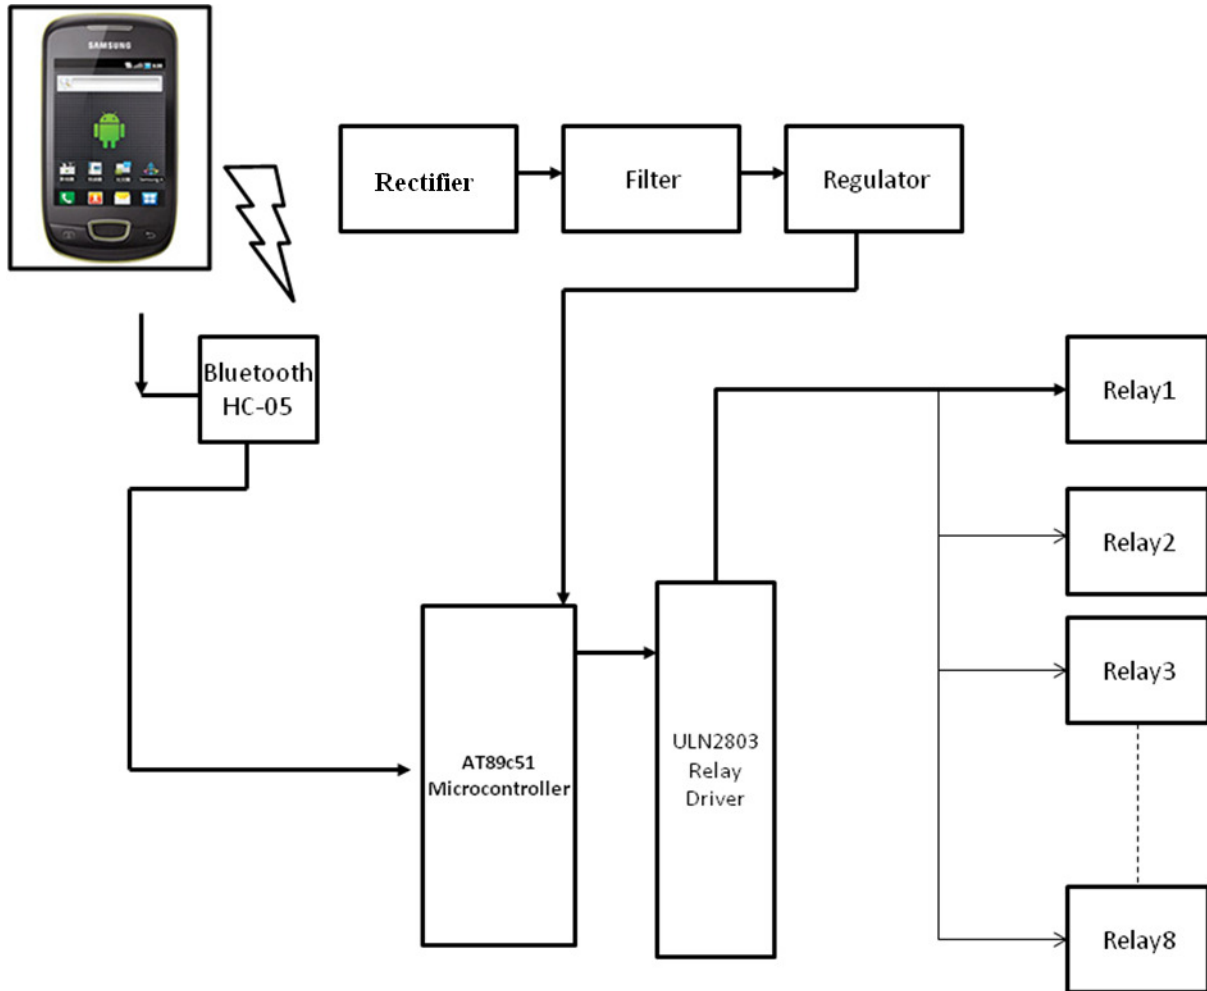 SAMSUNG
Rectifier
Filter
Regulator
Bluetooth
HC-05
Relay1
Relay2
Relay3
AT89c51
Microcontroller
ULN2803
Relay
Driver
Relay8